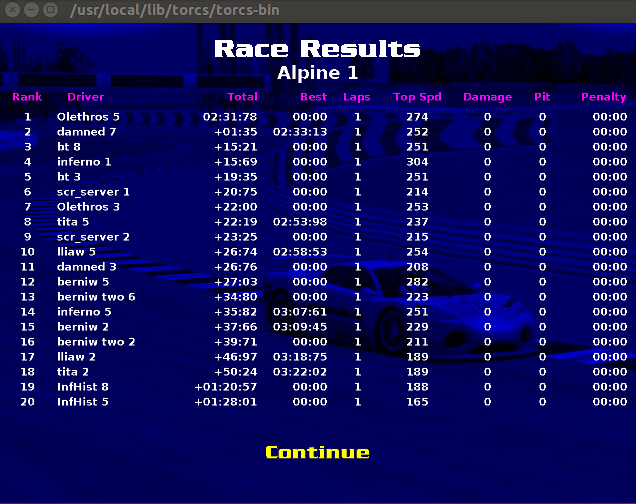 /usr/local/lib/torcs/torcs-bin
Race Results
Alpine 1
Rank Driver Total Best Laps Top Spd Damage Pit Penalty
1 Olethros 5 02:31:78 00:00 1 274 0 0 00:00
2 damned 7 +01:35 02:33:13 1 252 0 0 00:00
3 bt 8 +15:21 00:00 1 251 0 0 00:00
4 inferno 1 +15:69 00:00 1 304 0 0 00:00
5 bt 3 +19:35 00:00 1 251 0 0 00:00
6 scr_server 1 +20:75 00:00 1 214 0 0 00:00
7 Olethros 3 +22:00 00:00 1 253 0 0 00:00
8 tita 5 +22:19 02:53:98 1 237 0 0 00:00
9 scr_server 2 +23:25 00:00 1 215 0 0 00:00
10 lliaw 5 +26:74 02:58:53 1 254 0 0 00:00
11 damned 3 +26:76 00:00 1 208 0 0 00:00
12 berniw 5 +27:03 00:00 1 282 0 0 00:00
13 berniw two 6 +34:80 00:00 1 223 0 0 00:00
14 inferno 5 +35:82 03:07:61 1 251 0 0 00:00
15 berniw 2 +37:66 03:09:45 1 229 0 0 00:00
16 berniw two 2 +39:71 00:00 1 211 0 0 00:00
17 lliaw 2 +46:97 03:18:75 1 189 0 0 00:00
18 tita 2 +50:24 03:22:02 1 189 0 0 00:00
19 InfHist 8 +01:20:57 00:00 1 188 0 0 00:00
20 InfHist 5 +01:28:01 00:00 1 165 0 0 00:00
Continue